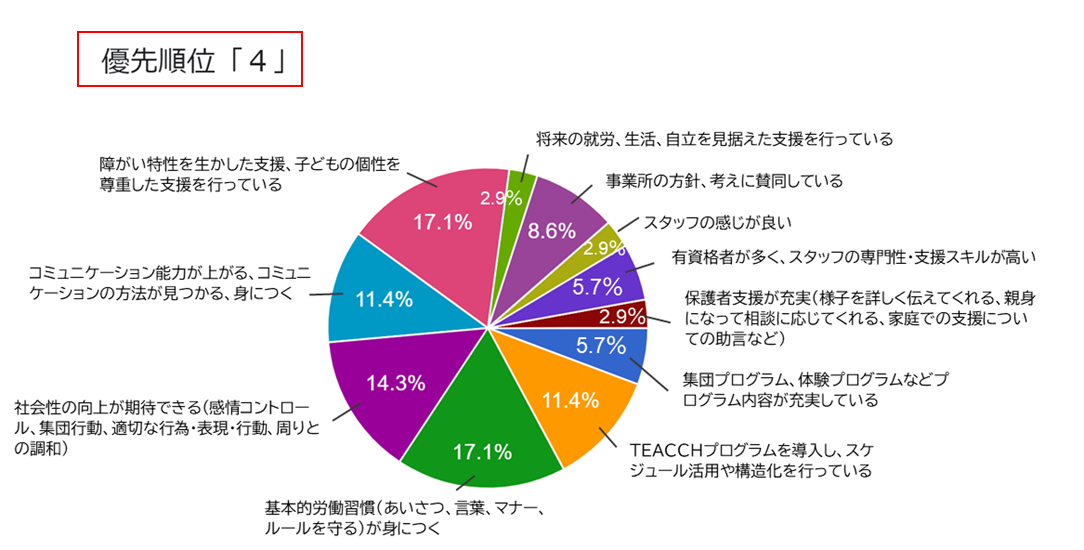 優先順位「４」
将来の就労、生活、自立を見据えた支援を行っている
障がい特性を生かした支援、子どもの個性を
尊重した支援を行っている
事業所の方針、考えに賛同している
スタッフの感じが良い
有資格者が多く、スタッフの専門性・支援スキルが高い
コミュニケーション能力が上がる、コミュニ
ケーションの方法が見つかる、身につく
保護者支援が充実（様子を詳しく伝えてくれる、親身
になって相談に応じてくれる、家庭での支援につい
ての助言など）
集団プログラム、体験プログラムなどプ
ログラム内容が充実している
社会性の向上が期待できる（感情コントロー
ル、集団行動、適切な行為・表現・行動、周りと
の調和）
TEACCHプログラムを導入し、スケ
ジュール活用や構造化を行っている
基本的労働習慣（あいさつ、言葉、マナー、
ルールを守る）が身につく
2.9%
17.1%
8.6%
2.9%
5.7%
11.4%
2.9%
5.7%
14.3%
11.4%
17.1%